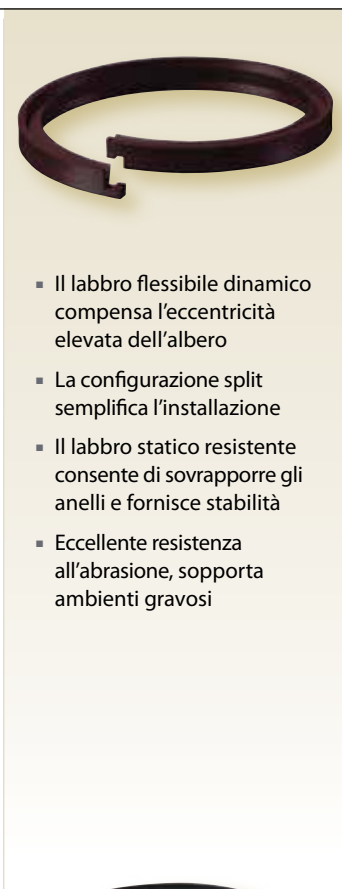 ▪ Il labbro flessibile dinamico
compensa l’eccentricità
elevata dell’albero
▪ La configurazione split
semplifica l’installazione
▪ Il labbro statico resistente
consente di sovrapporre gli
anelli e fornisce stabilità
▪ Eccellente resistenza
all’abrasione, sopporta
ambienti gravosi